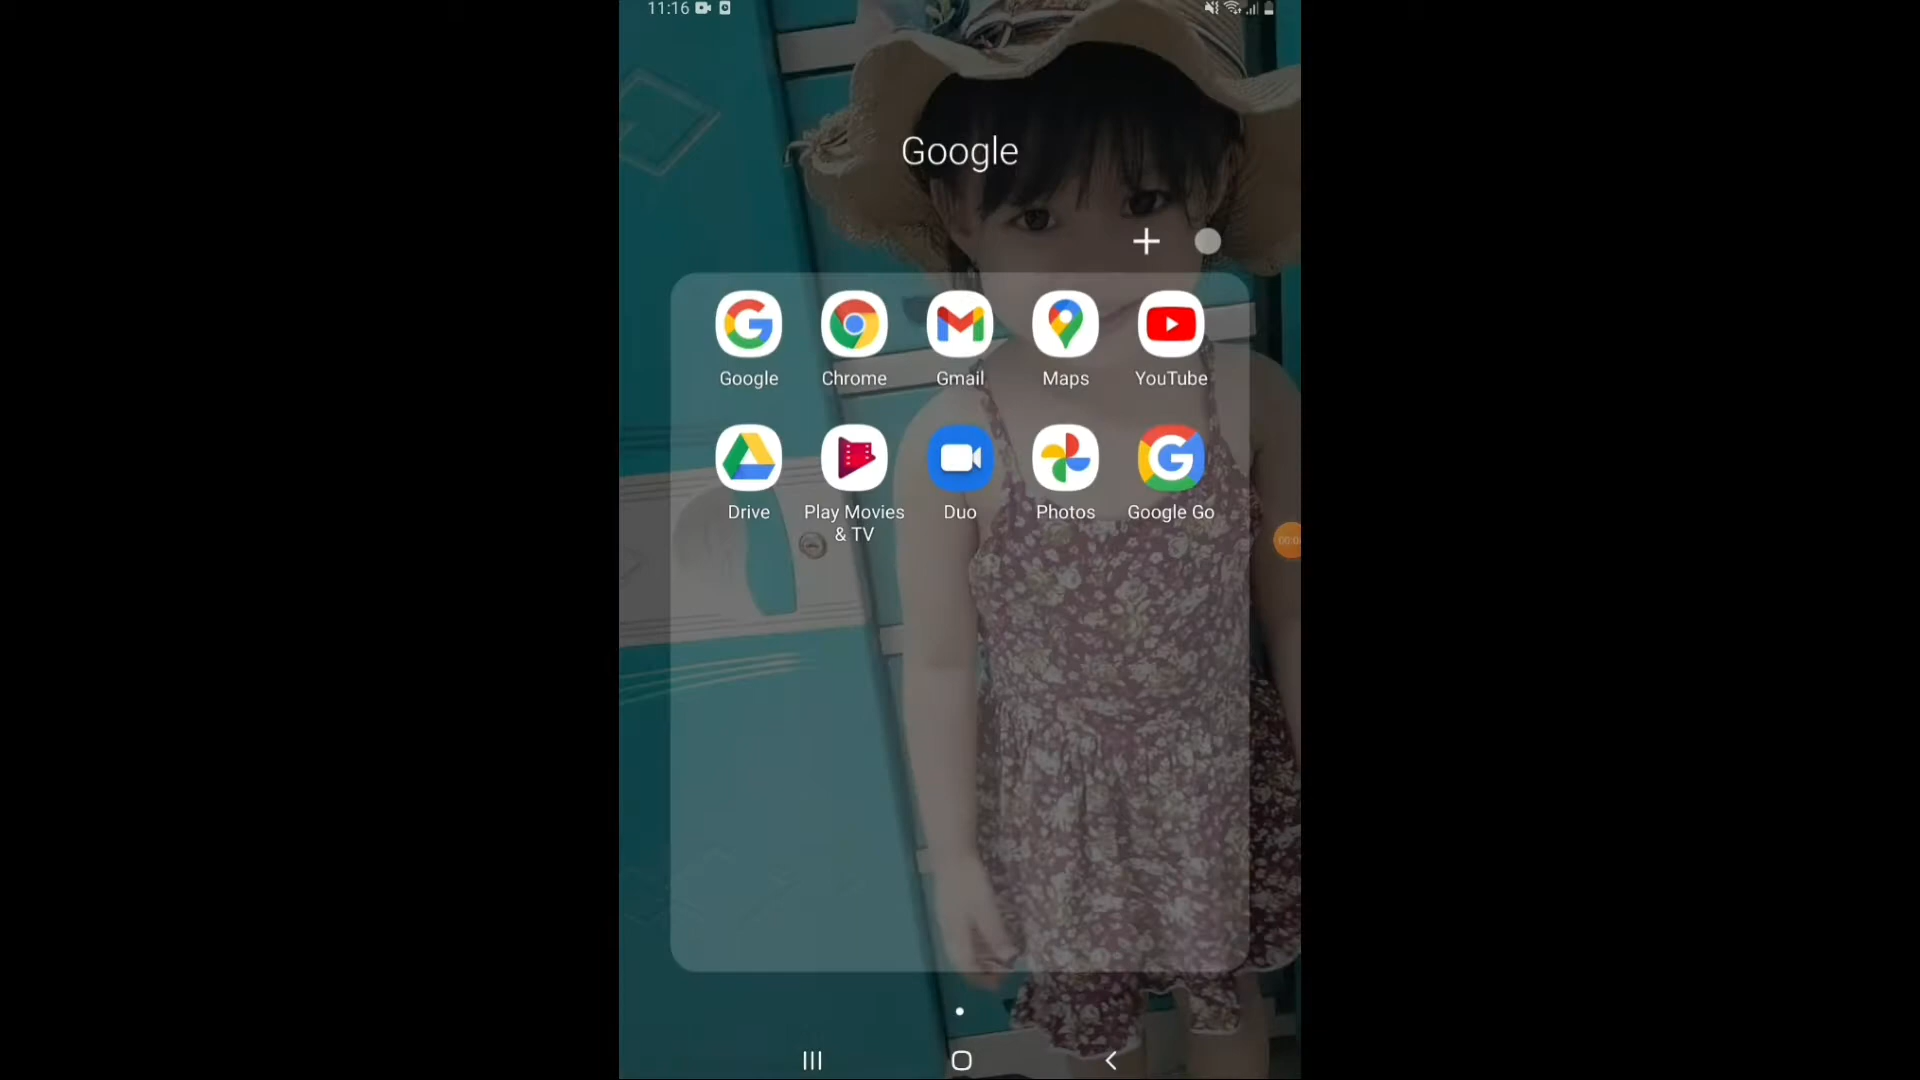 11:16
Google
Google Chrome Gmail Maps YouTube
Drive Play Movies Duo Photos Google Go
& TV